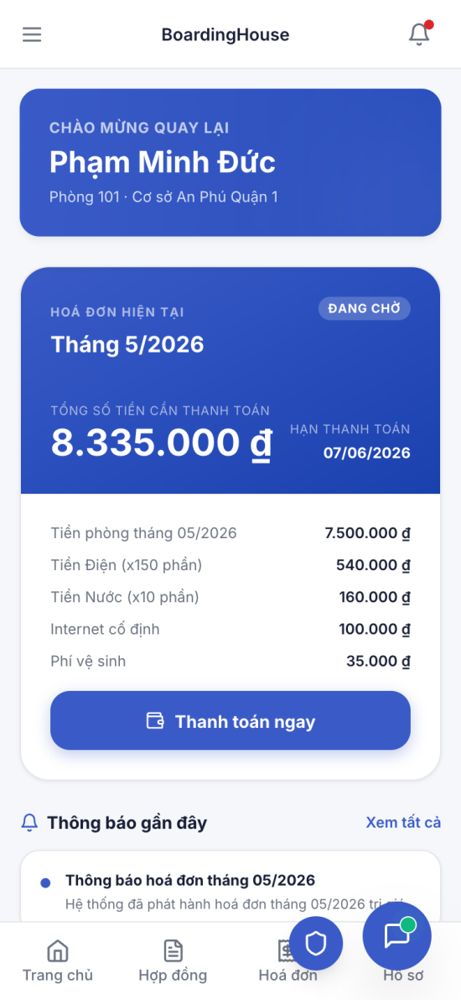 BoardingHouse
CHÀO MỪNG QUAY LẠI
Phạm Minh Đức
Phòng 101 · Cơ sở An Phú Quận 1
HOÁ ĐƠN HIỆN TẠI
ĐANG CHỜ
Tháng 5/2026
TỔNG SỐ TIỀN CẦN THANH TOÁN
8.335.000 ₫
HẠN THANH TOÁN
07/06/2026
Tiền phòng tháng 05/2026 7.500.000 ₫
Tiền Điện (x150 phần) 540.000 ₫
Tiền Nước (x10 phần) 160.000 ₫
Internet cố định 100.000 ₫
Phí vệ sinh 35.000 ₫
Thanh toán ngay
Thông báo gần đây
Xem tất cả
Thông báo hoá đơn tháng 05/2026
Hệ thống đã phát hành hoá đơn tháng 05/2026
Trang chủ
Hợp đồng
Hoá đơn
Hồ sơ